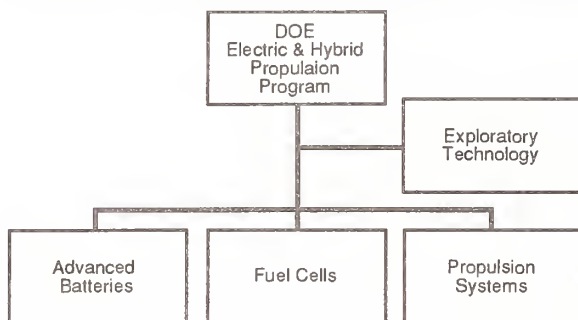 DOE
Electric & Hybrid
Propulaion
Program
Exploratory
Technology
Advanced
Batteries
Fuel Cells
Propulsion
Systems